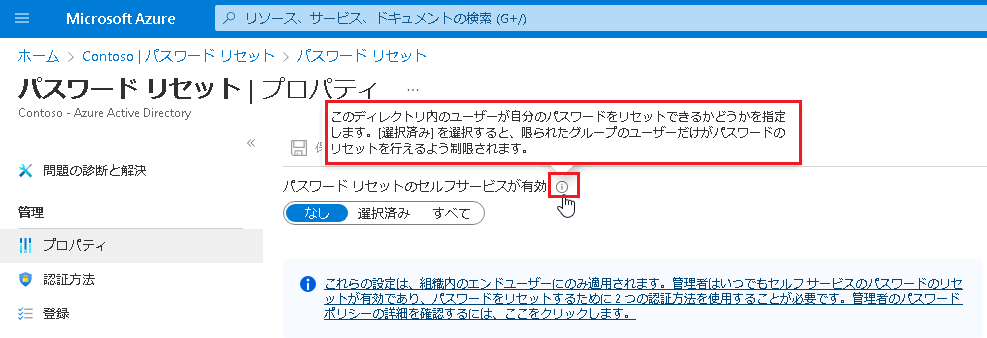 Microsoft Azure
リソース、サービス、ドキュメントの検索 (G+/)
ホーム > Contoso | パスワード リセット > パスワード リセット
パスワード リセット | プロパティ ...
Contoso - Azure Active Directory
このディレクトリ内のユーザーが自分のパスワードをリセットできるかどうかを指定
します。[選択済み] を選択すると、限られたグループのユーザーだけがパスワードの
リセットを行えるよう制限されます。
«
問題の診断と解決
管理
プロパティ
認証方法
登録
パスワード リセットのセルフサービスが有効
なし 選択済み すべて
これらの設定は、組織内のエンドユーザーにのみ適用されます。管理者はいつでもセルフ サービスのパスワードのリセ
ットが有効であり、パスワードをリセットするために 2 つの認証方法を使用することが必要です。管理者のパスワード
ポリシーの詳細を確認するには、ここをクリックします。